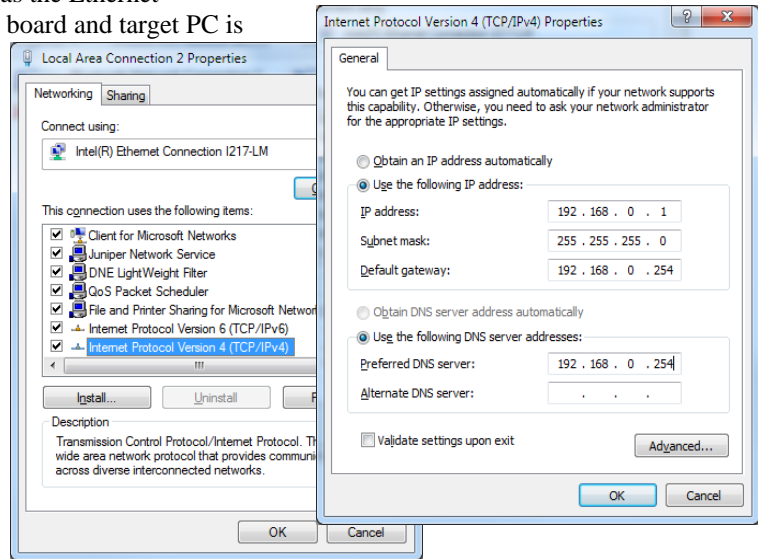 as the Ethernet
board and target PC is
Local Area Connection 2 Properties
Networking Sharing
Connect using:
Intel(R) Ethernet Connection I217-LM
This connection uses the following items:
Client for Microsoft Networks
Juniper Network Service
DNE LightWeight Filter
QoS Packet Scheduler
File and Printer Sharing for Microsoft Networ
Internet Protocol Version 6 (TCP/IPv6)
Internet Protocol Version 4 (TCP/IPv4)
Install... Uninstall
Description
Transmission Control Protocol/Internet Protocol. Th
wide area network protocol that provides communi
across diverse interconnected networks.
OK Cancel
Internet Protocol Version 4 (TCP/IPv4) Properties
General
You can get IP settings assigned automatically if your network supports
this capability. Otherwise, you need to ask your network administrator
for the appropriate IP settings.
Obtain an IP address automatically
Use the following IP address:
IP address: 192 . 168 . 0 . 1
Subnet mask: 255 . 255 . 255 . 0
Default gateway: 192 . 168 . 0 . 254
Obtain DNS server address automatically
Use the following DNS server addresses:
Preferred DNS server: 192 . 168 . 0 . 254
Alternate DNS server: . . .
Validate settings upon exit
Advanced...
OK Cancel